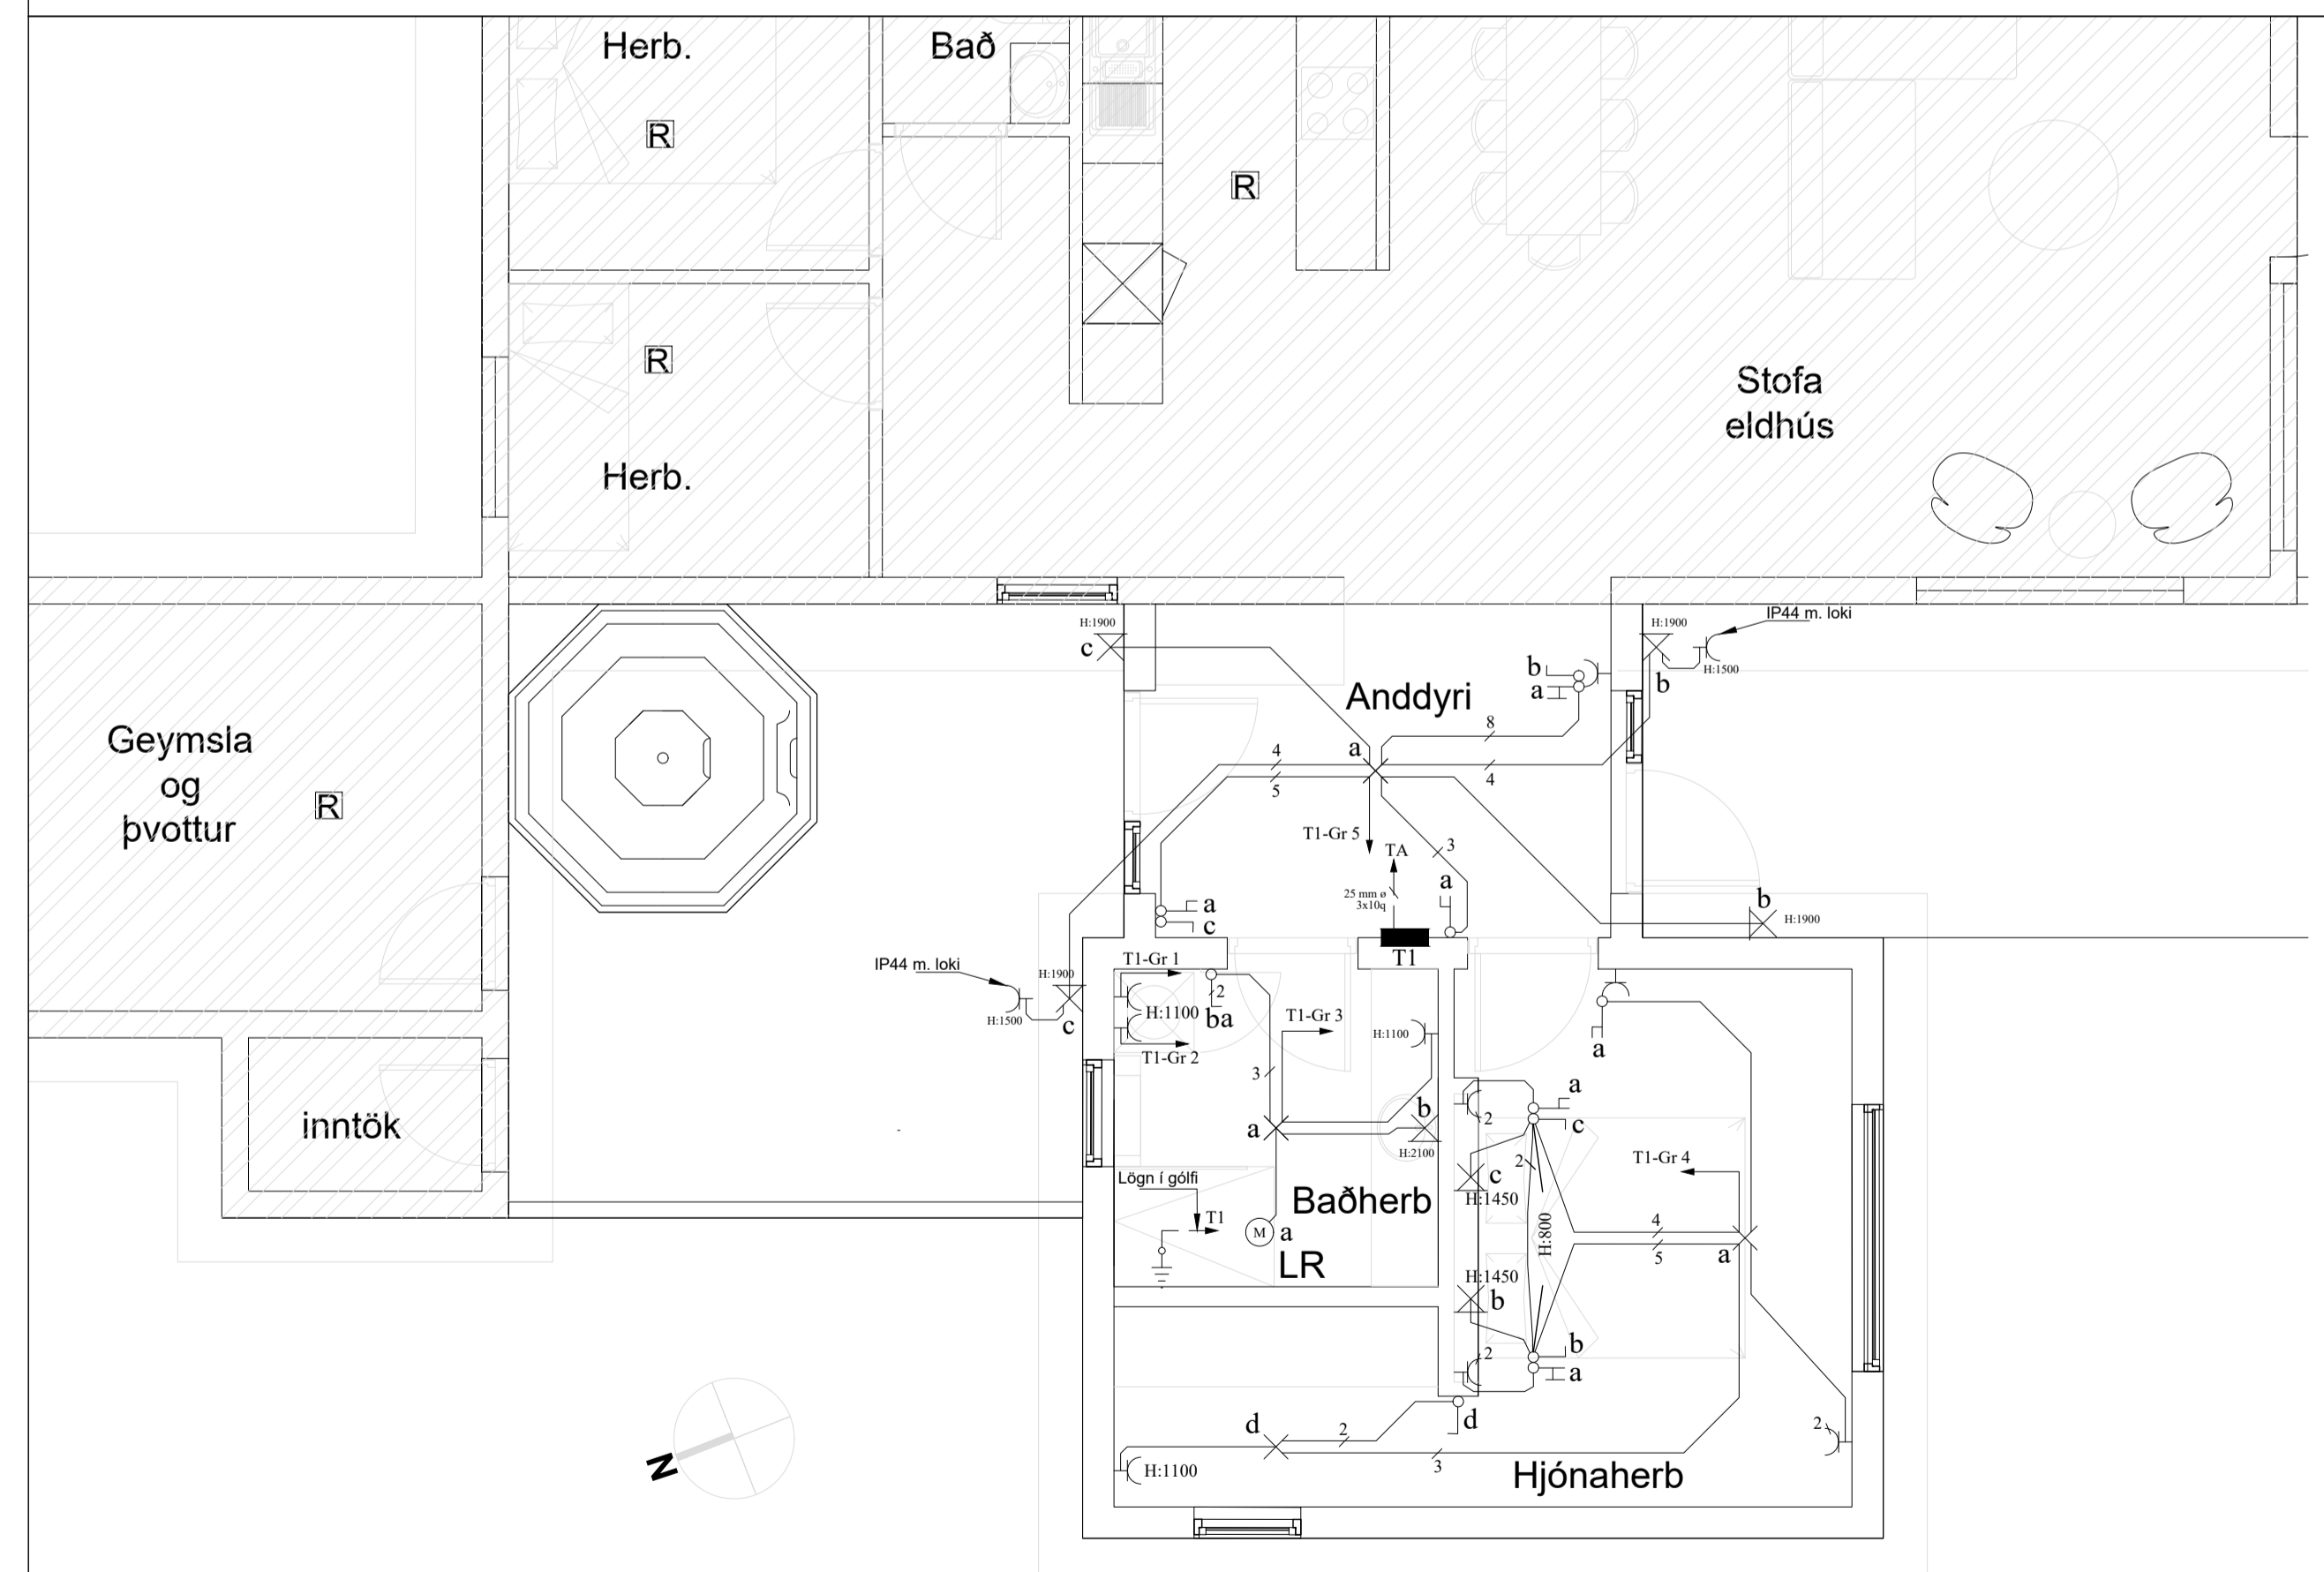 Herb.
Bað
R
R
R
Herb.
Stofa
eldhús
Geymsla
og
þvottur
R
inntök
H:1900
c
Anddyri
b
a
H:1900
IP44 m. loki
H:1500
b
8
a
4
5
4
T1-Gr 5
TA
3
25 mm ø
3x10q
a
a
c
b
H:1900
T1
IP44 m. loki
H:1900
H:1500
c
T1-Gr 1
H:1100
T1-Gr 2
2
ba
T1-Gr 3
H:1100
3
a
b
H:2100
Lögn í gólfi
T1
M
a
Baðherb
LR
a
a
c
2
2
c
H:1450
H:800
H:1450
b
T1-Gr 4
4
5
a
2
b
a
d
d
2
3
2
H:1100
Hjónaherb
N